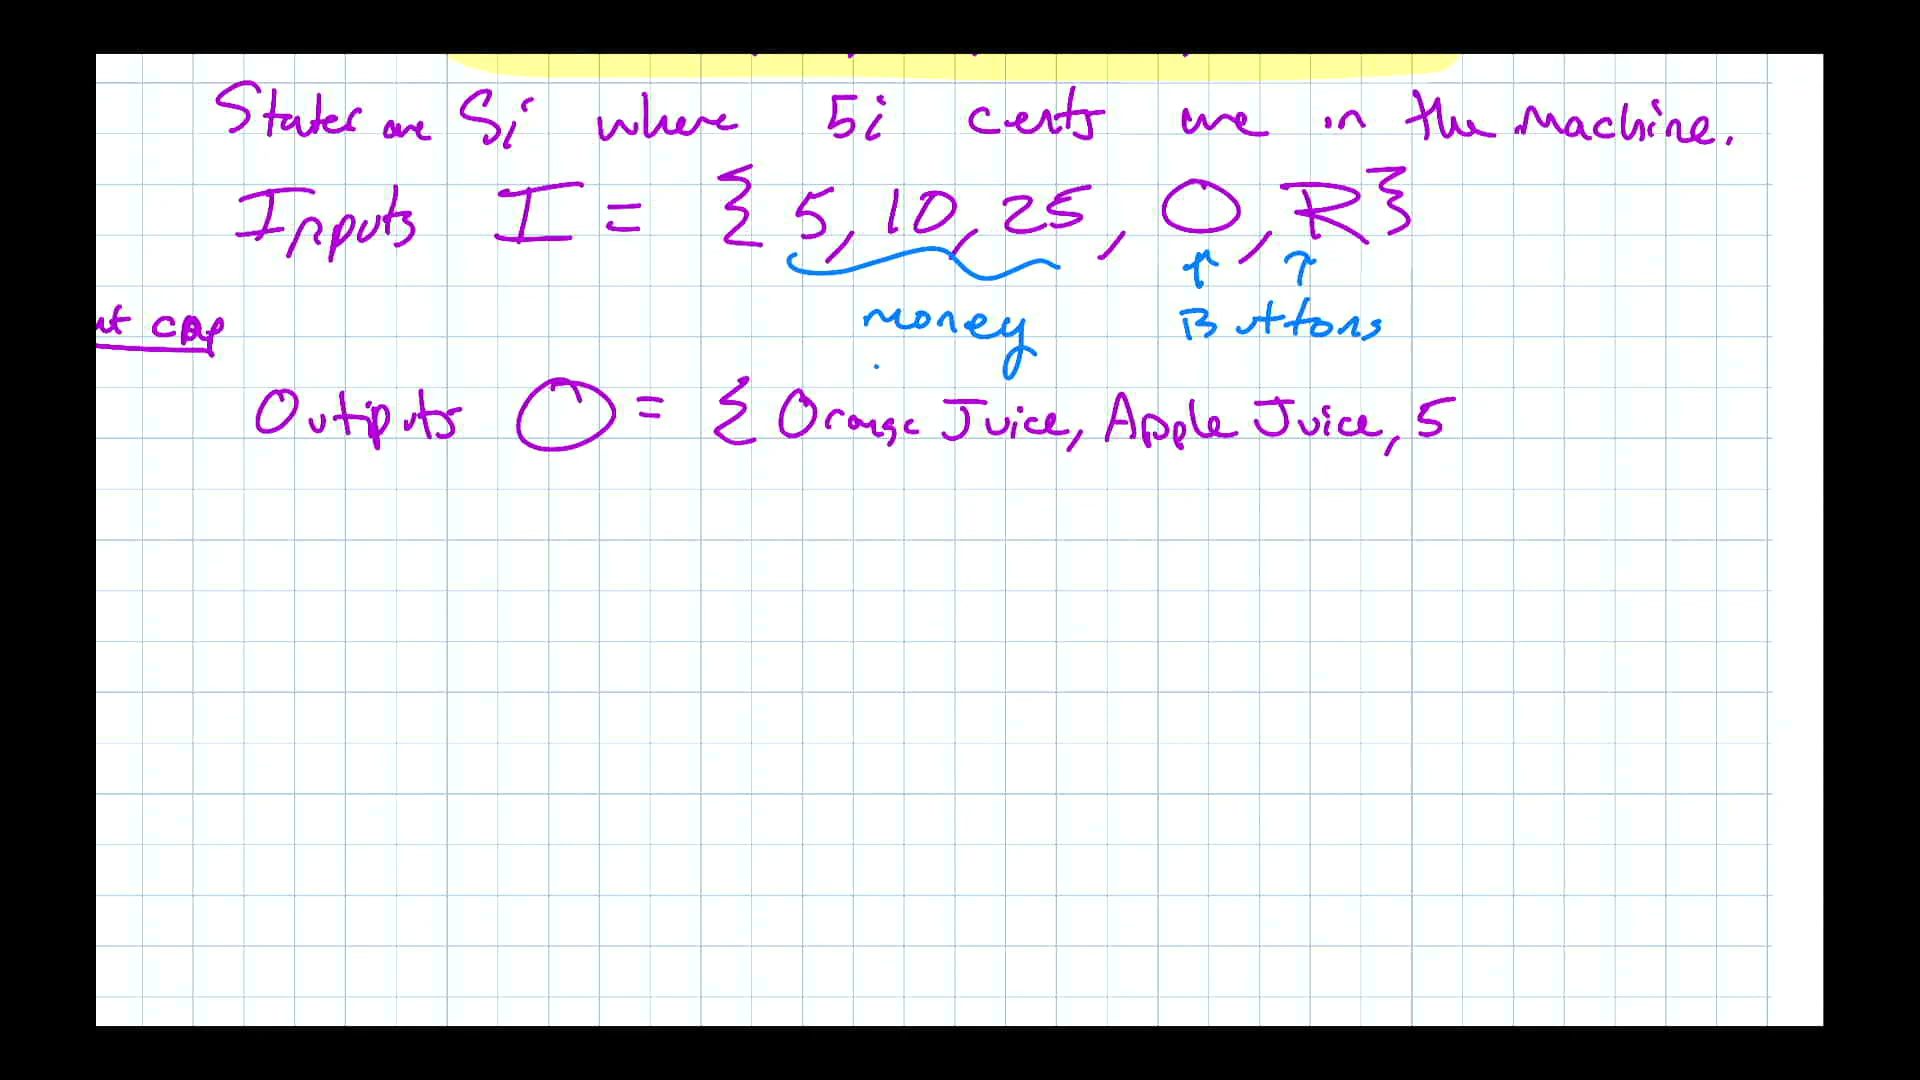 States are Si where 5i cents are in the machine.
Inputs I = { 5, 10, 25, O, R}
money Buttons
Outputs O = { Orange Juice, Apple Juice, 5